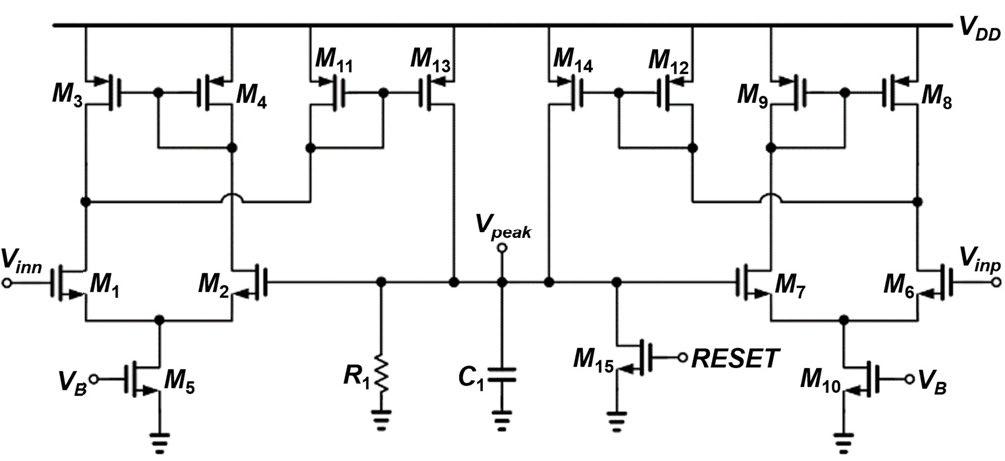 V_DD
M_3
M_4
M_11
M_13
M_14
M_12
M_9
M_8
V_peak
V_inn
M_1
M_2
M_7
M_6
V_inp
V_B
M_5
R_1
C_1
M_15
RESET
M_10
V_B